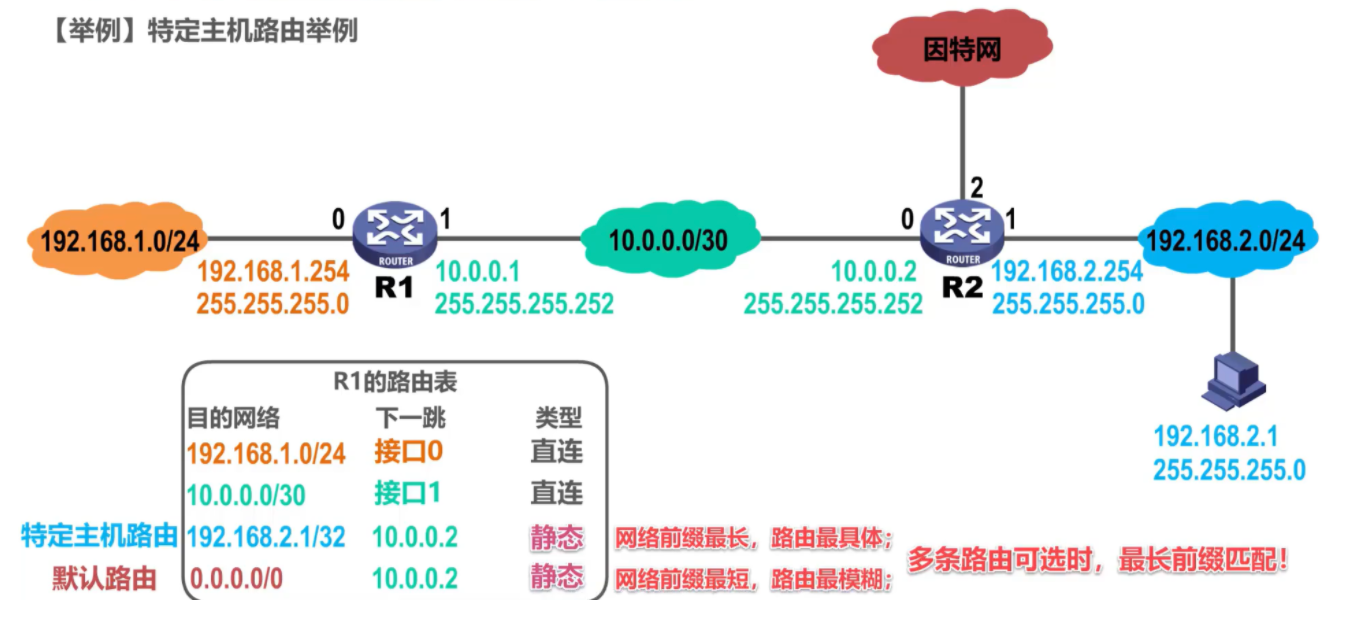 【举例】特定主机路由举例
因特网
2
0
1
0
1
192.168.1.0/24
10.0.0.0/30
192.168.2.0/24
ROUTER
ROUTER
192.168.1.254
255.255.255.0
R1
10.0.0.1
255.255.255.252
10.0.0.2
255.255.255.252
R2
192.168.2.254
255.255.255.0
192.168.2.1
255.255.255.0
R1的路由表
目的网络 下一跳 类型
192.168.1.0/24 接口0 直连
10.0.0.0/30 接口1 直连
特定主机路由 192.168.2.1/32 10.0.0.2 静态 网络前缀最长，路由最具体；
默认路由 0.0.0.0/0 10.0.0.2 静态 网络前缀最短，路由最模糊；
多条路由可选时，最长前缀匹配！